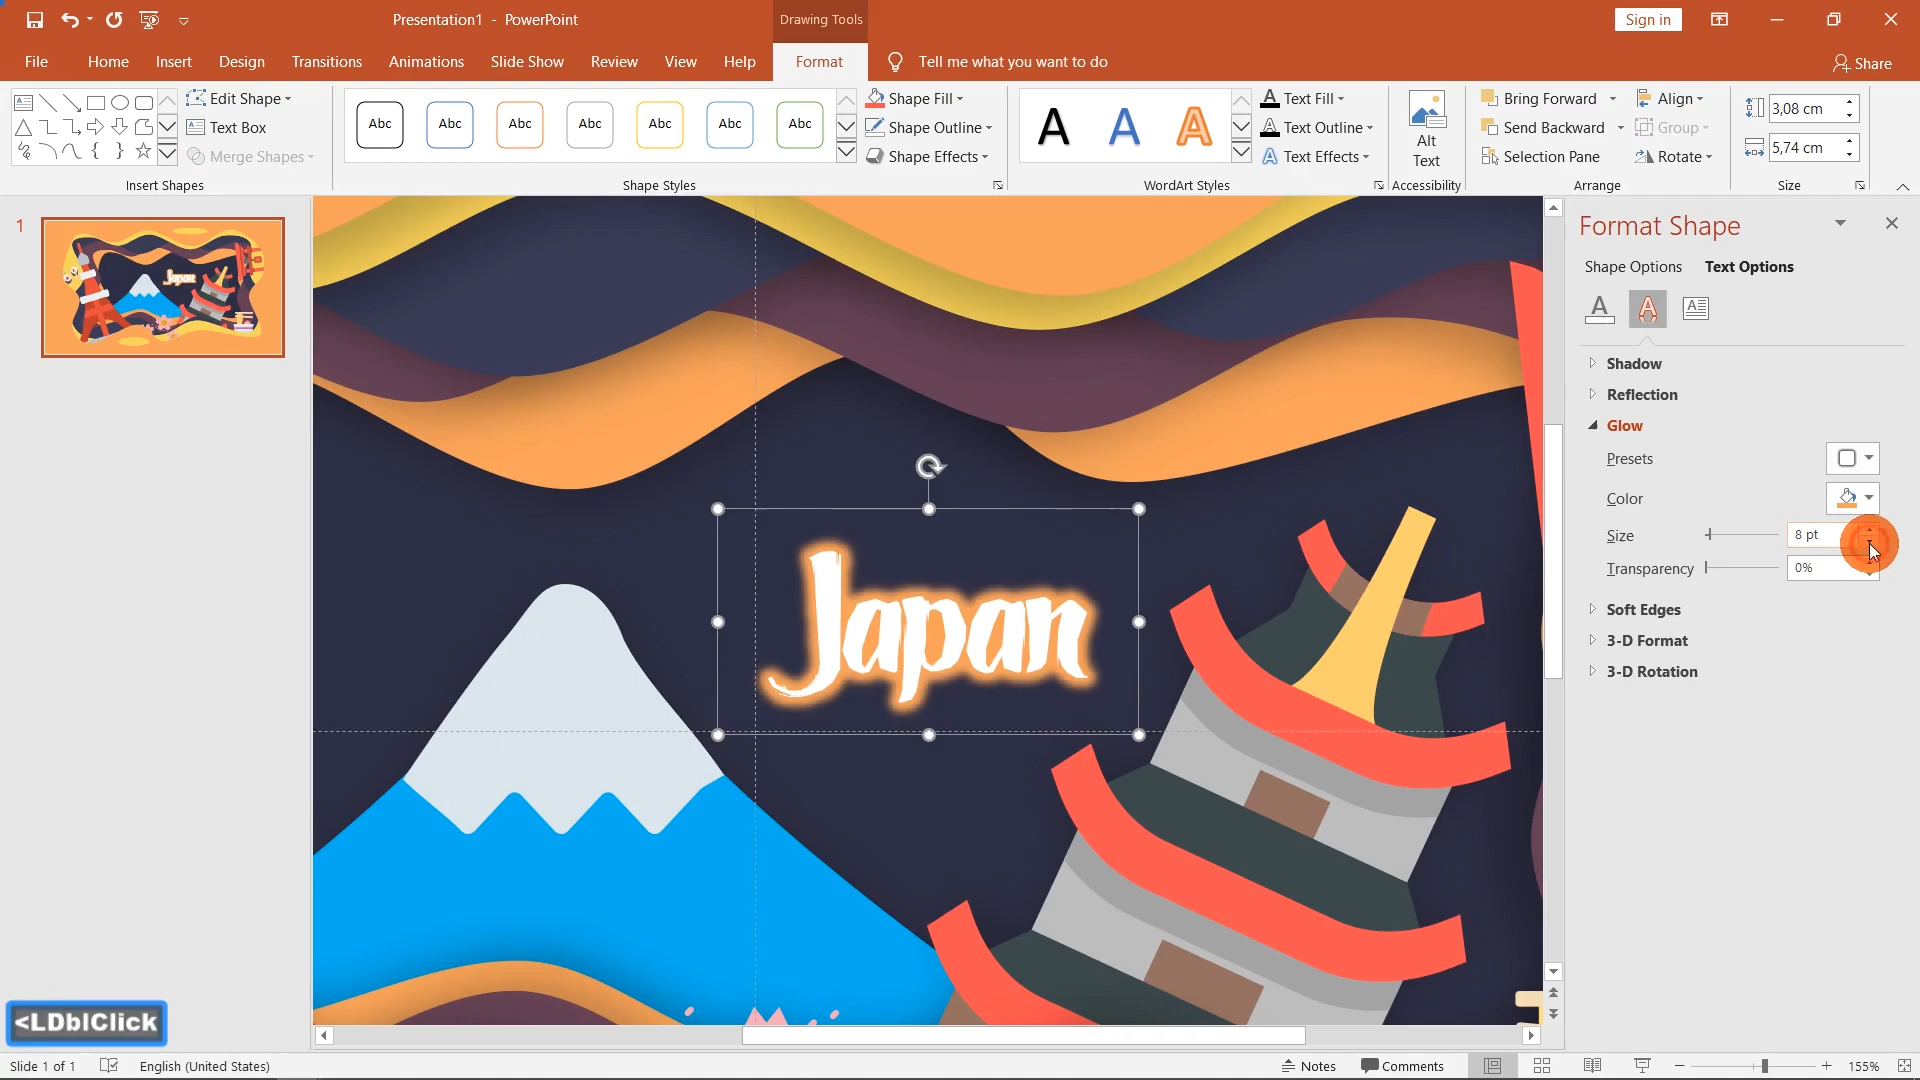 Presentation1 - PowerPoint
Drawing Tools
Sign in
File
Home
Insert
Design
Transitions
Animations
Slide Show
Review
View
Help
Format
Tell me what you want to do
Share
Edit Shape
Text Box
Merge Shapes
Insert Shapes
Abc
Abc
Abc
Abc
Abc
Abc
Abc
Shape Fill
Shape Outline
Shape Effects
Shape Styles
A
A
A
Text Fill
Text Outline
Text Effects
WordArt Styles
Alt
Text
Accessibility
Bring Forward
Send Backward
Selection Pane
Align
Group
Rotate
Arrange
3,08 cm
5,74 cm
Size
1
Japan
Japan
Format Shape
Shape Options
Text Options
Shadow
Reflection
Glow
Presets
Color
Size
8 pt
Transparency
0%
Soft Edges
3-D Format
3-D Rotation
<LDblClick
Slide 1 of 1
English (United States)
Notes
Comments
155%